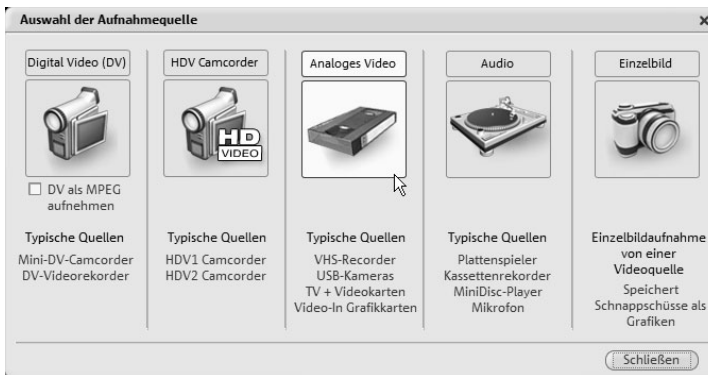 Auswahl der Aufnahmequelle
Digital Video (DV)
DV als MPEG
aufnehmen
Typische Quellen
Mini-DV-Camcorder
DV-Videorekorder
HDV Camcorder
HD
VIDEO
Typische Quellen
HDV1 Camcorder
HDV2 Camcorder
Analoges Video
Typische Quellen
VHS-Recorder
USB-Kameras
TV + Videokarten
Video-In Grafikkarten
Audio
Typische Quellen
Plattenspieler
Kassettenrekorder
MiniDisc-Player
Mikrofon
Einzelbild
Einzelbildaufnahme
von einer
Videoquelle
Speichert
Schnappschüsse als
Grafiken
Schließen